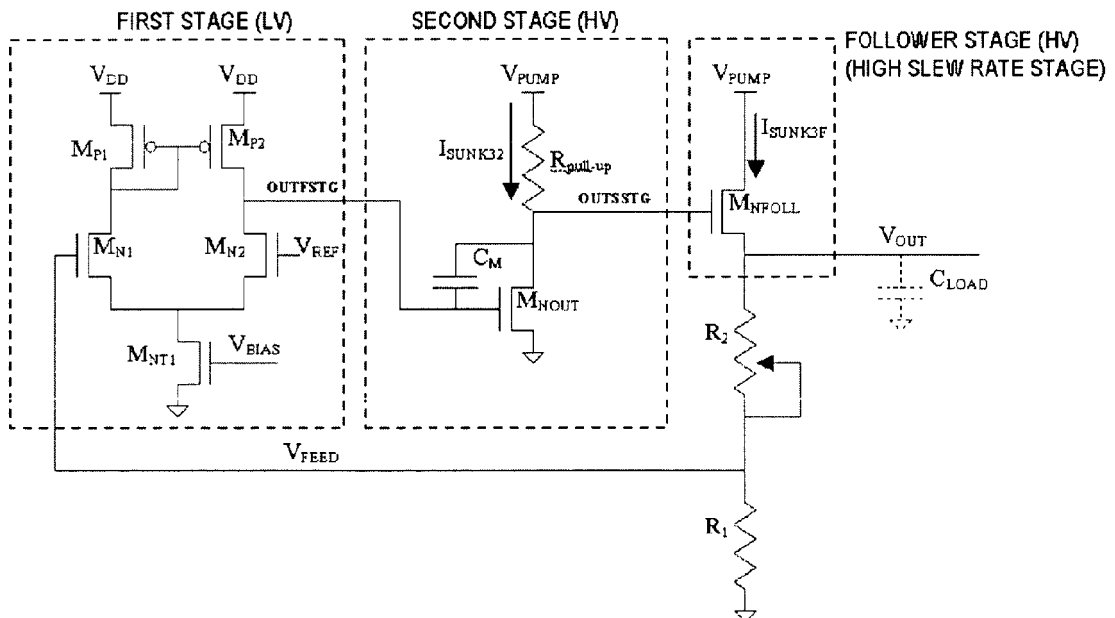 FIRST STAGE (LV)
SECOND STAGE (HV)
FOLLOWER STAGE (HV)
(HIGH SLEW RATE STAGE)
VDD
VDD
MP1
MP2
OUTFSTG
MN1
MN2
VREF
MNT1
VBIAS
VPUMP
ISUNK32
Rpull-up
OUTSSTG
CM
MNOUT
VPUMP
ISUNK3F
MNFOLL
VOUT
CLOAD
R2
VFEED
R1